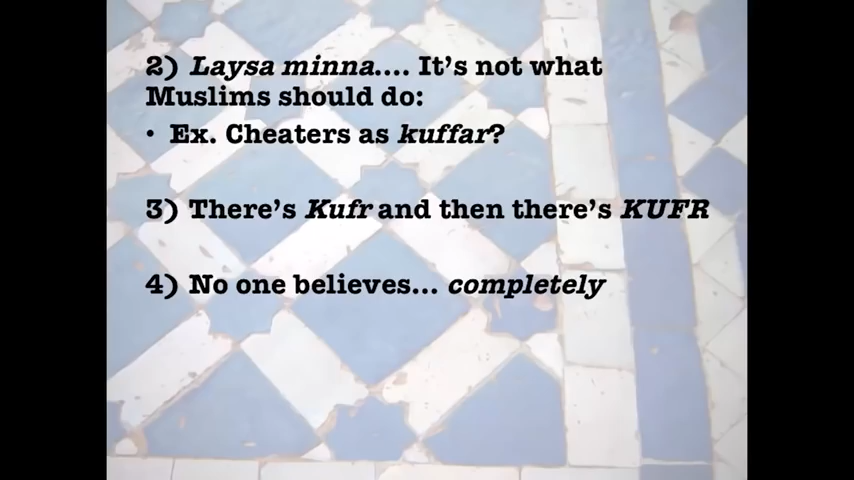 2) Laysa minna.... It's not what
Muslims should do:
• Ex. Cheaters as kuffar?
3) There's Kufr and then there's KUFR
4) No one believes... completely